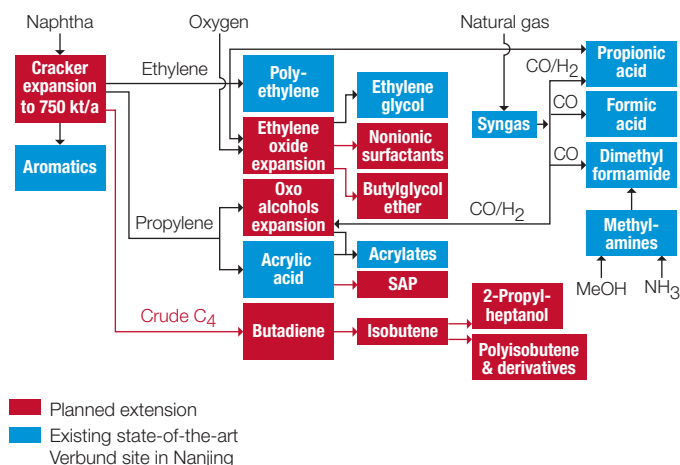 Naphtha
Oxygen
Natural gas
Cracker
expansion
to 750 kt/a
Ethylene
Poly-
ethylene
Ethylene
glycol
CO/H2
Propionic
acid
Aromatics
Ethylene
oxide
expansion
Nonionic
surfactants
Syngas
CO
Formic
acid
Butylglycol
ether
CO
Dimethyl
formamide
Propylene
Oxo
alcohols
expansion
CO/H2
Methyl-
amines
Acrylic
acid
Acrylates
SAP
MeOH
NH3
Crude C4
Butadiene
Isobutene
2-Propyl-
heptanol
Polyisobutene
& derivatives
Planned extension
Existing state-of-the-art
Verbund site in Nanjing